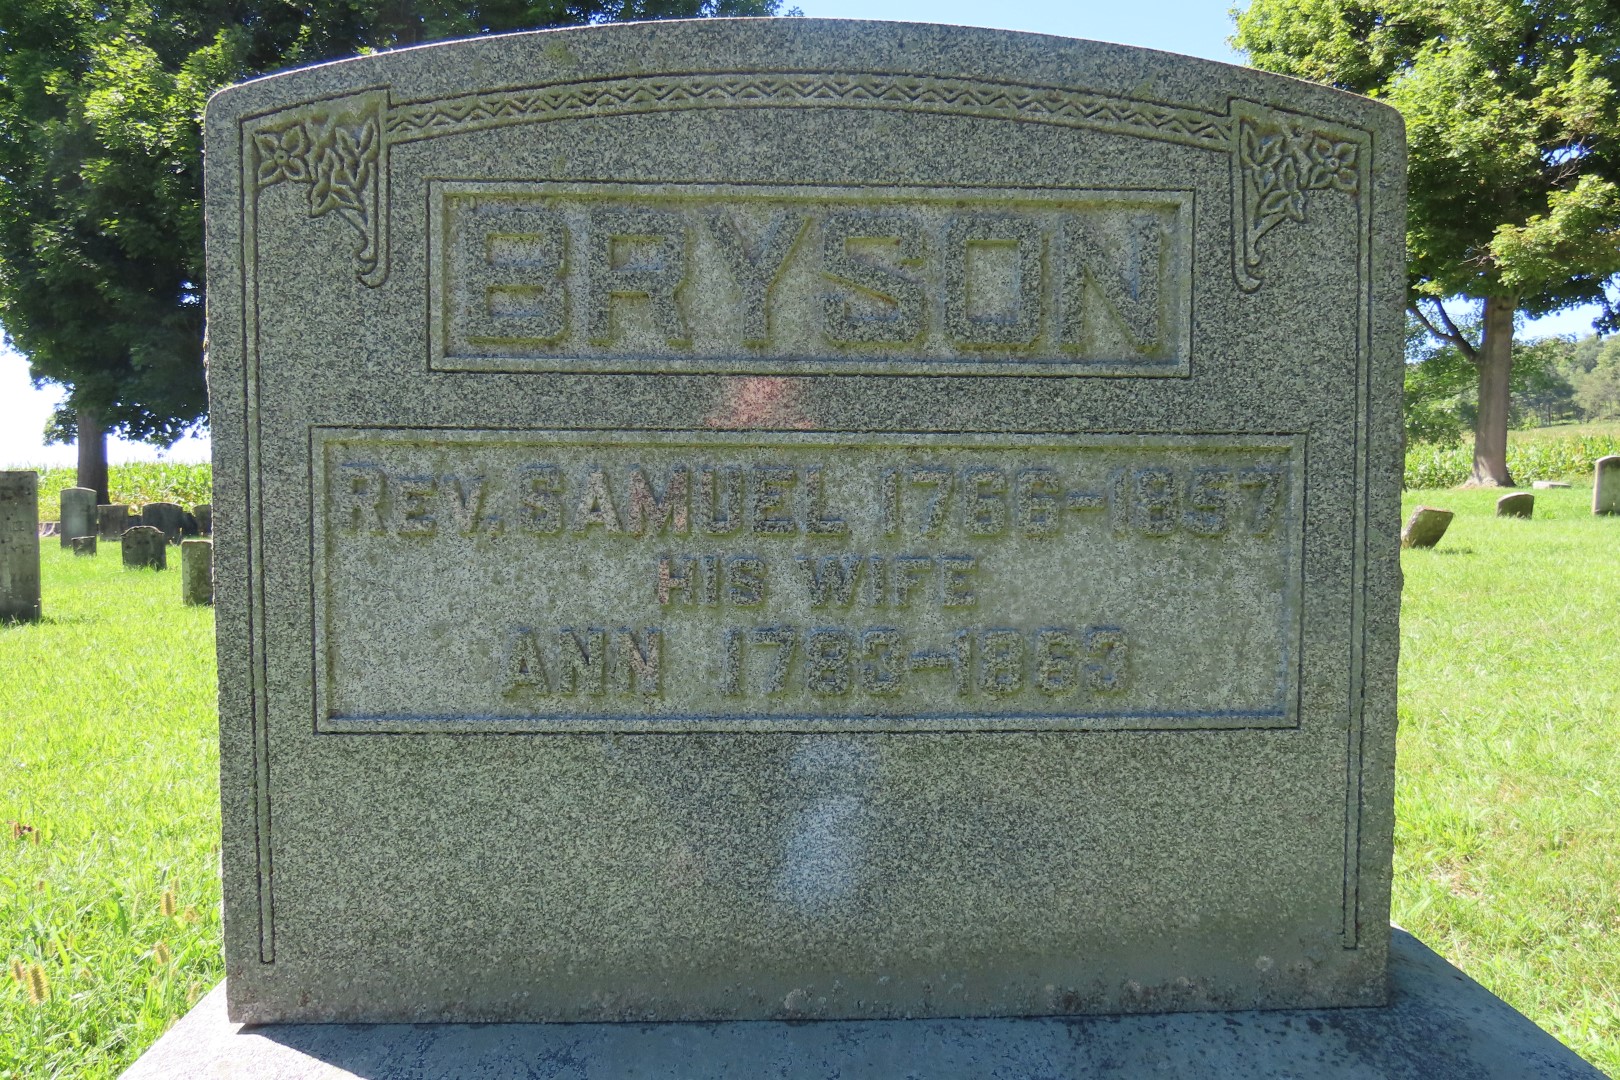 BRYSON
REV. SAMUEL 1766-1857
HIS WIFE
ANN 1783-1863